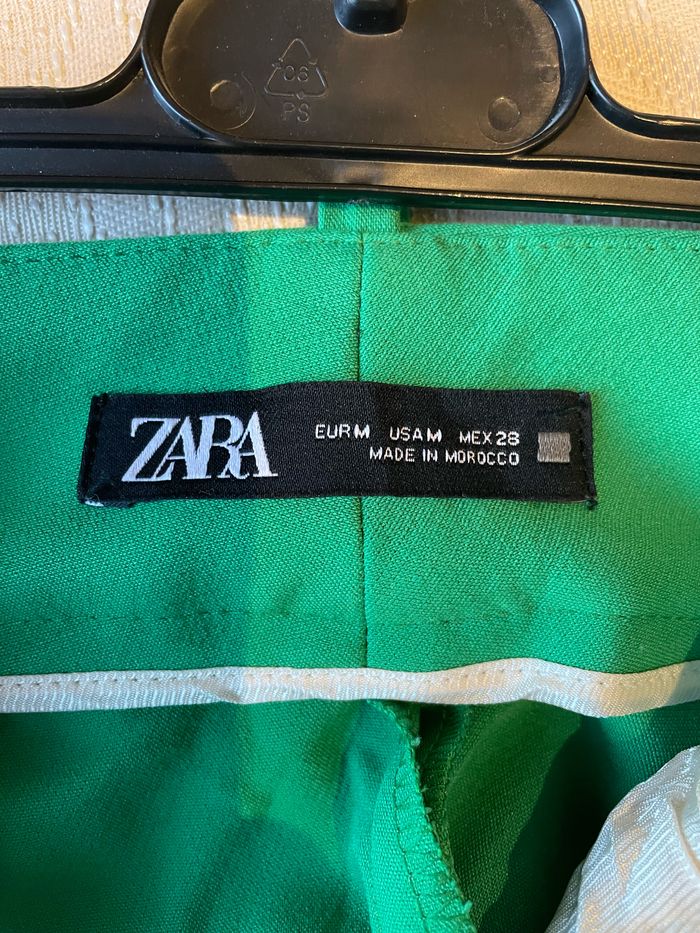 06
PS
ZARA
EUR M USA M MEX 28
MADE IN MOROCCO